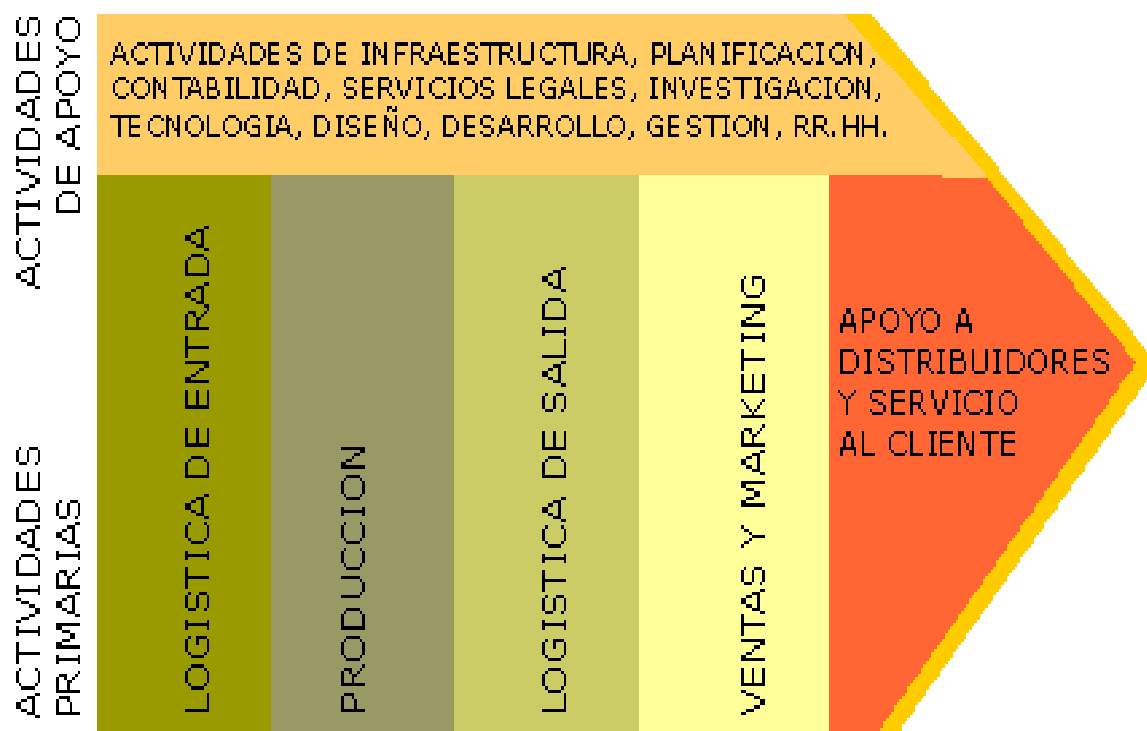 ACTIVIDADES
DE APOYO
ACTIVIDADES DE INFRAESTRUCTURA, PLANIFICACION,
CONTABILIDAD, SERVICIOS LEGALES, INVESTIGACION,
TECNOLOGIA, DISEÑO, DESARROLLO, GESTION, RR.HH.
ACTIVIDADES
PRIMARIAS
LOGISTICA DE ENTRADA
PRODUCCION
LOGISTICA DE SALIDA
VENTAS Y MARKETING
APOYO A
DISTRIBUIDORES
Y SERVICIO
AL CLIENTE